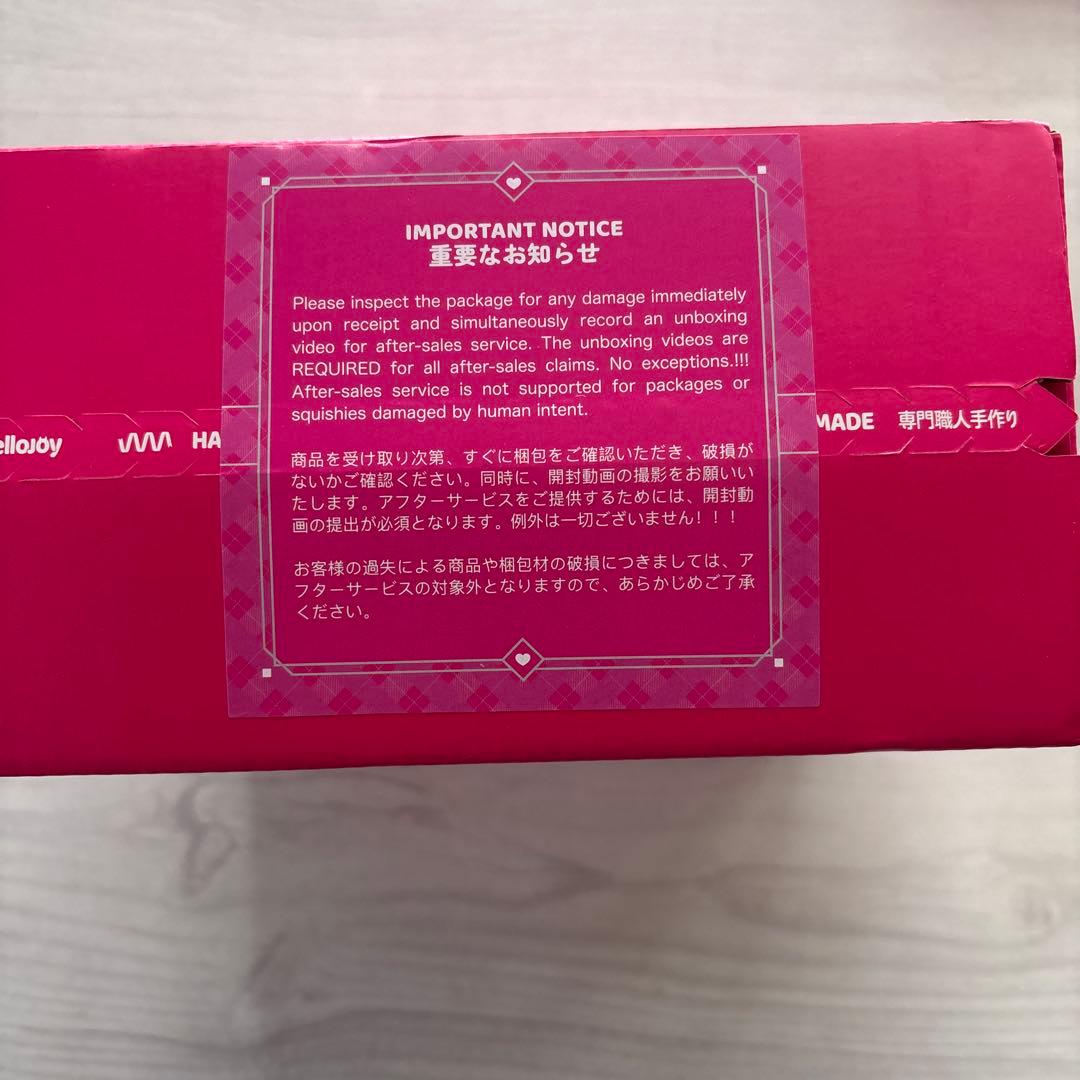 IMPORTANT NOTICE
重要なお知らせ
Please inspect the package for any damage immediately
upon receipt and simultaneously record an unboxing
video for after-sales service. The unboxing videos are
REQUIRED for all after-sales claims. No exceptions.!!!
After-sales service is not supported for packages or
squishies damaged by human intent.
商品を受け取り次第、すぐに梱包をご確認いただき、破損が
ないかご確認ください。同時に、開封動画の撮影をお願いい
たします。アフターサービスをご提供するためには、開封動
画の提出が必須となります。例外は一切ございません！！！
お客様の過失による商品や梱包材の破損につきましては、ア
フターサービスの対象外となりますので、あらかじめご了承
ください。
elloJoy
HA
MADE 専門職人手作り